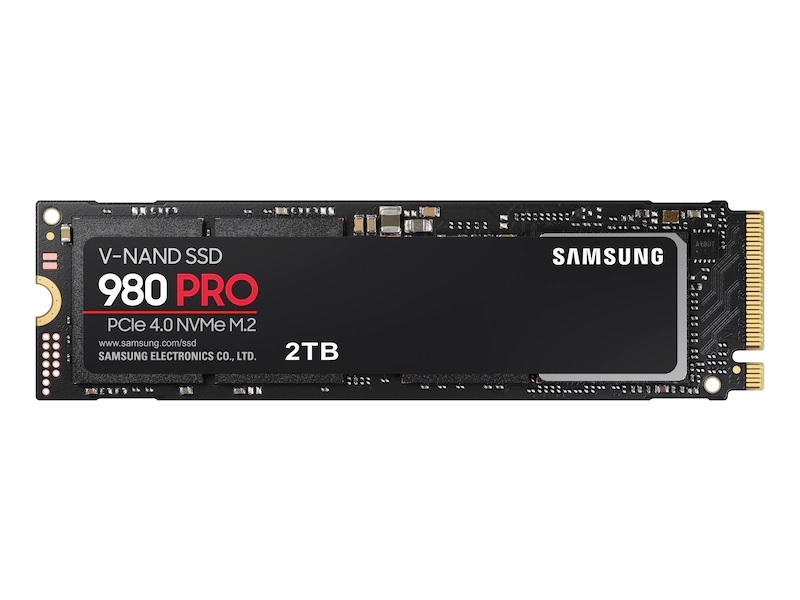 V-NAND SSD
980 PRO
PCIe 4.0 NVMe M.2
www.samsung.com/ssd
SAMSUNG ELECTRONICS CO., LTD.
2TB
SAMSUNG